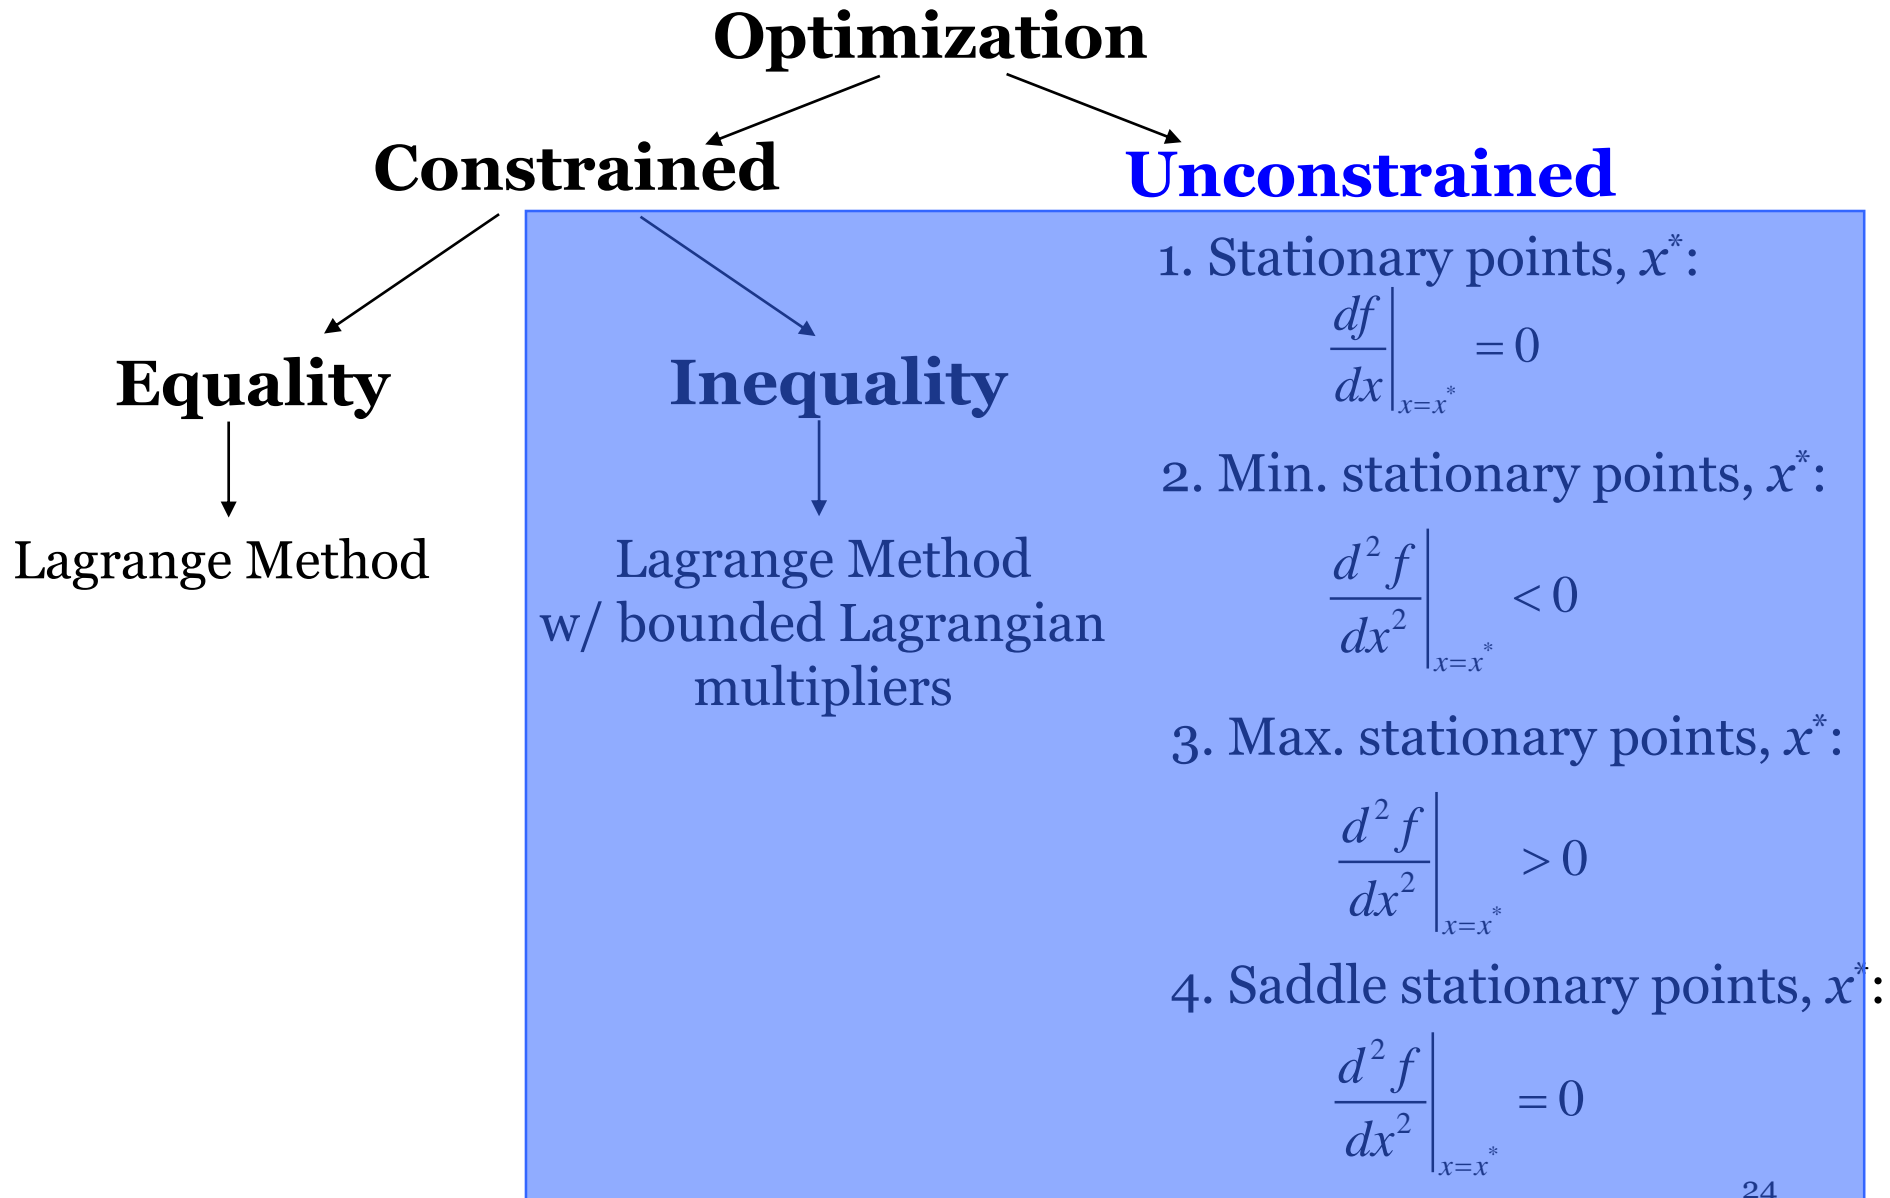 Optimization
Constrained
Unconstrained
Equality
Lagrange Method
Inequality
Lagrange Method
w/ bounded Lagrangian
multipliers
1. Stationary points, x*:
df/dx|x=x* = 0
2. Min. stationary points, x*:
d²f/dx²|x=x* < 0
3. Max. stationary points, x*:
d²f/dx²|x=x* > 0
4. Saddle stationary points, x*:
d²f/dx²|x=x* = 0
24